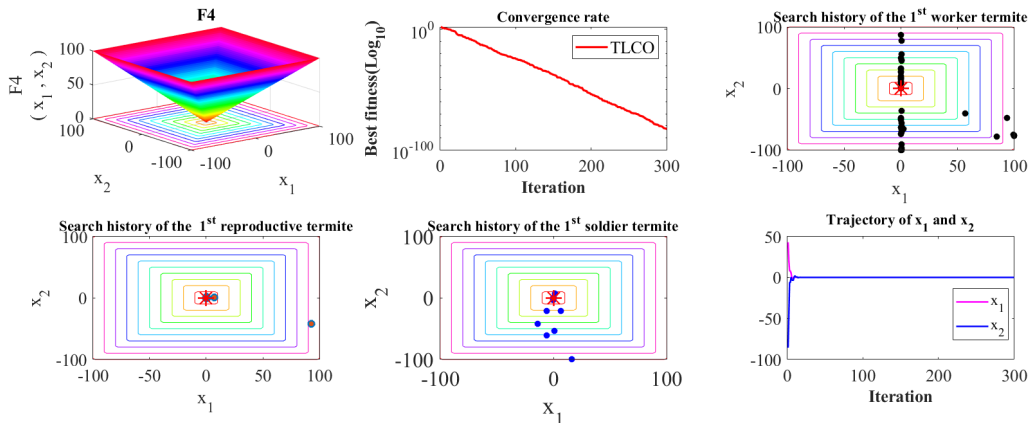 F4
F4
( x1 , x2 )
100
50
0
100
0
-100
-100
0
100
x2
x1
Convergence rate
Best fitness(Log10)
10^-100
TLCO
0
100
200
300
Iteration
Search history of the 1st worker termite
x2
100
0
-100
-100
-50
0
50
100
x1
Search history of the 1st reproductive termite
x2
100
0
-100
-100
-50
0
50
100
x1
Search history of the 1st soldier termite
x2
100
0
-100
-100
0
100
x1
Trajectory of x1 and x2
50
0
-50
-100
x1
x2
0
100
200
300
Iteration